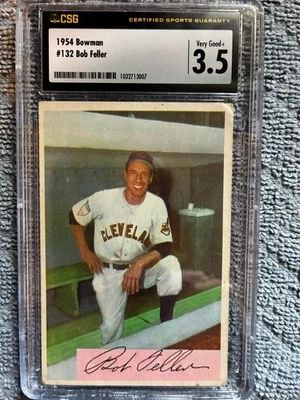 CSG CERTIFIED SPORTS GUARANTY
1954 Bowman
#132 Bob Feller
1032713007
Very Good+
3.5
CLEVELAND
Bob Feller